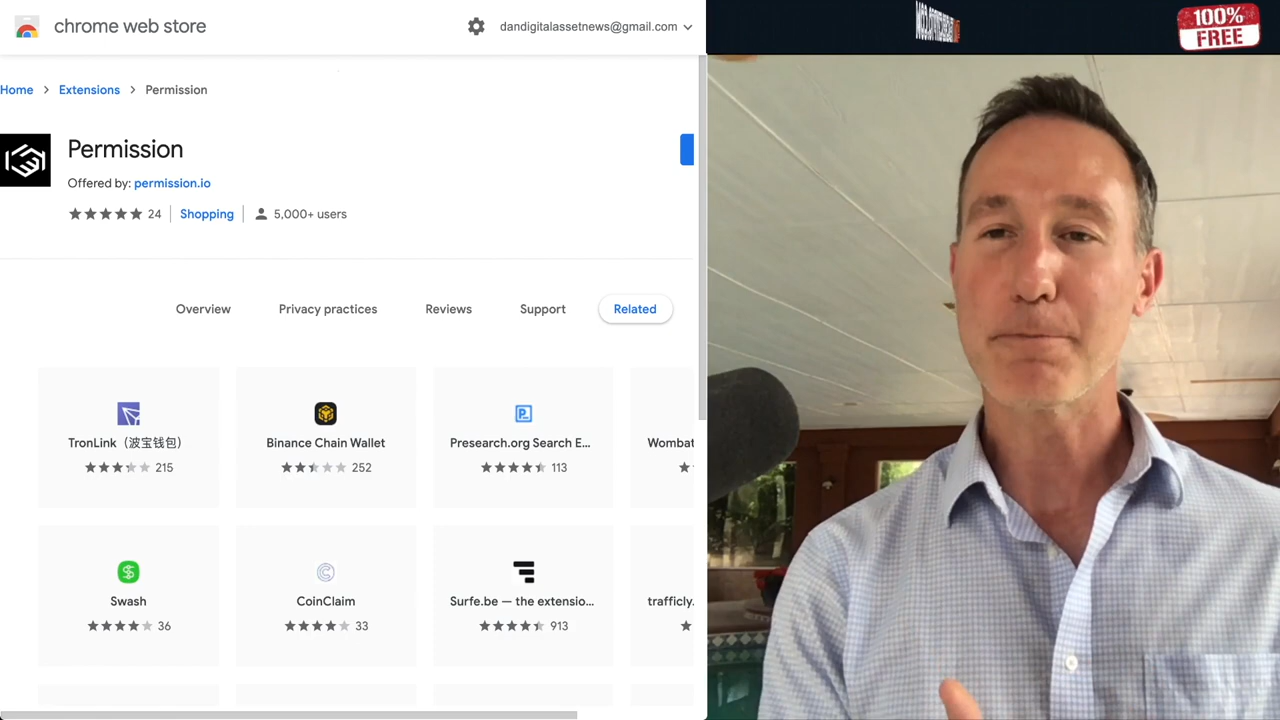 chrome web store
dandigitalassetnews@gmail.com
100%
FREE
Home
Extensions
Permission
Permission
Offered by: permission.io
24
Shopping
5,000+ users
Overview
Privacy practices
Reviews
Support
Related
TronLink（波宝钱包）
Binance Chain Wallet
Presearch.org Search E...
Wombat
215
252
113
Swash
CoinClaim
Surfe.be — the extensio...
trafficly.
36
33
913